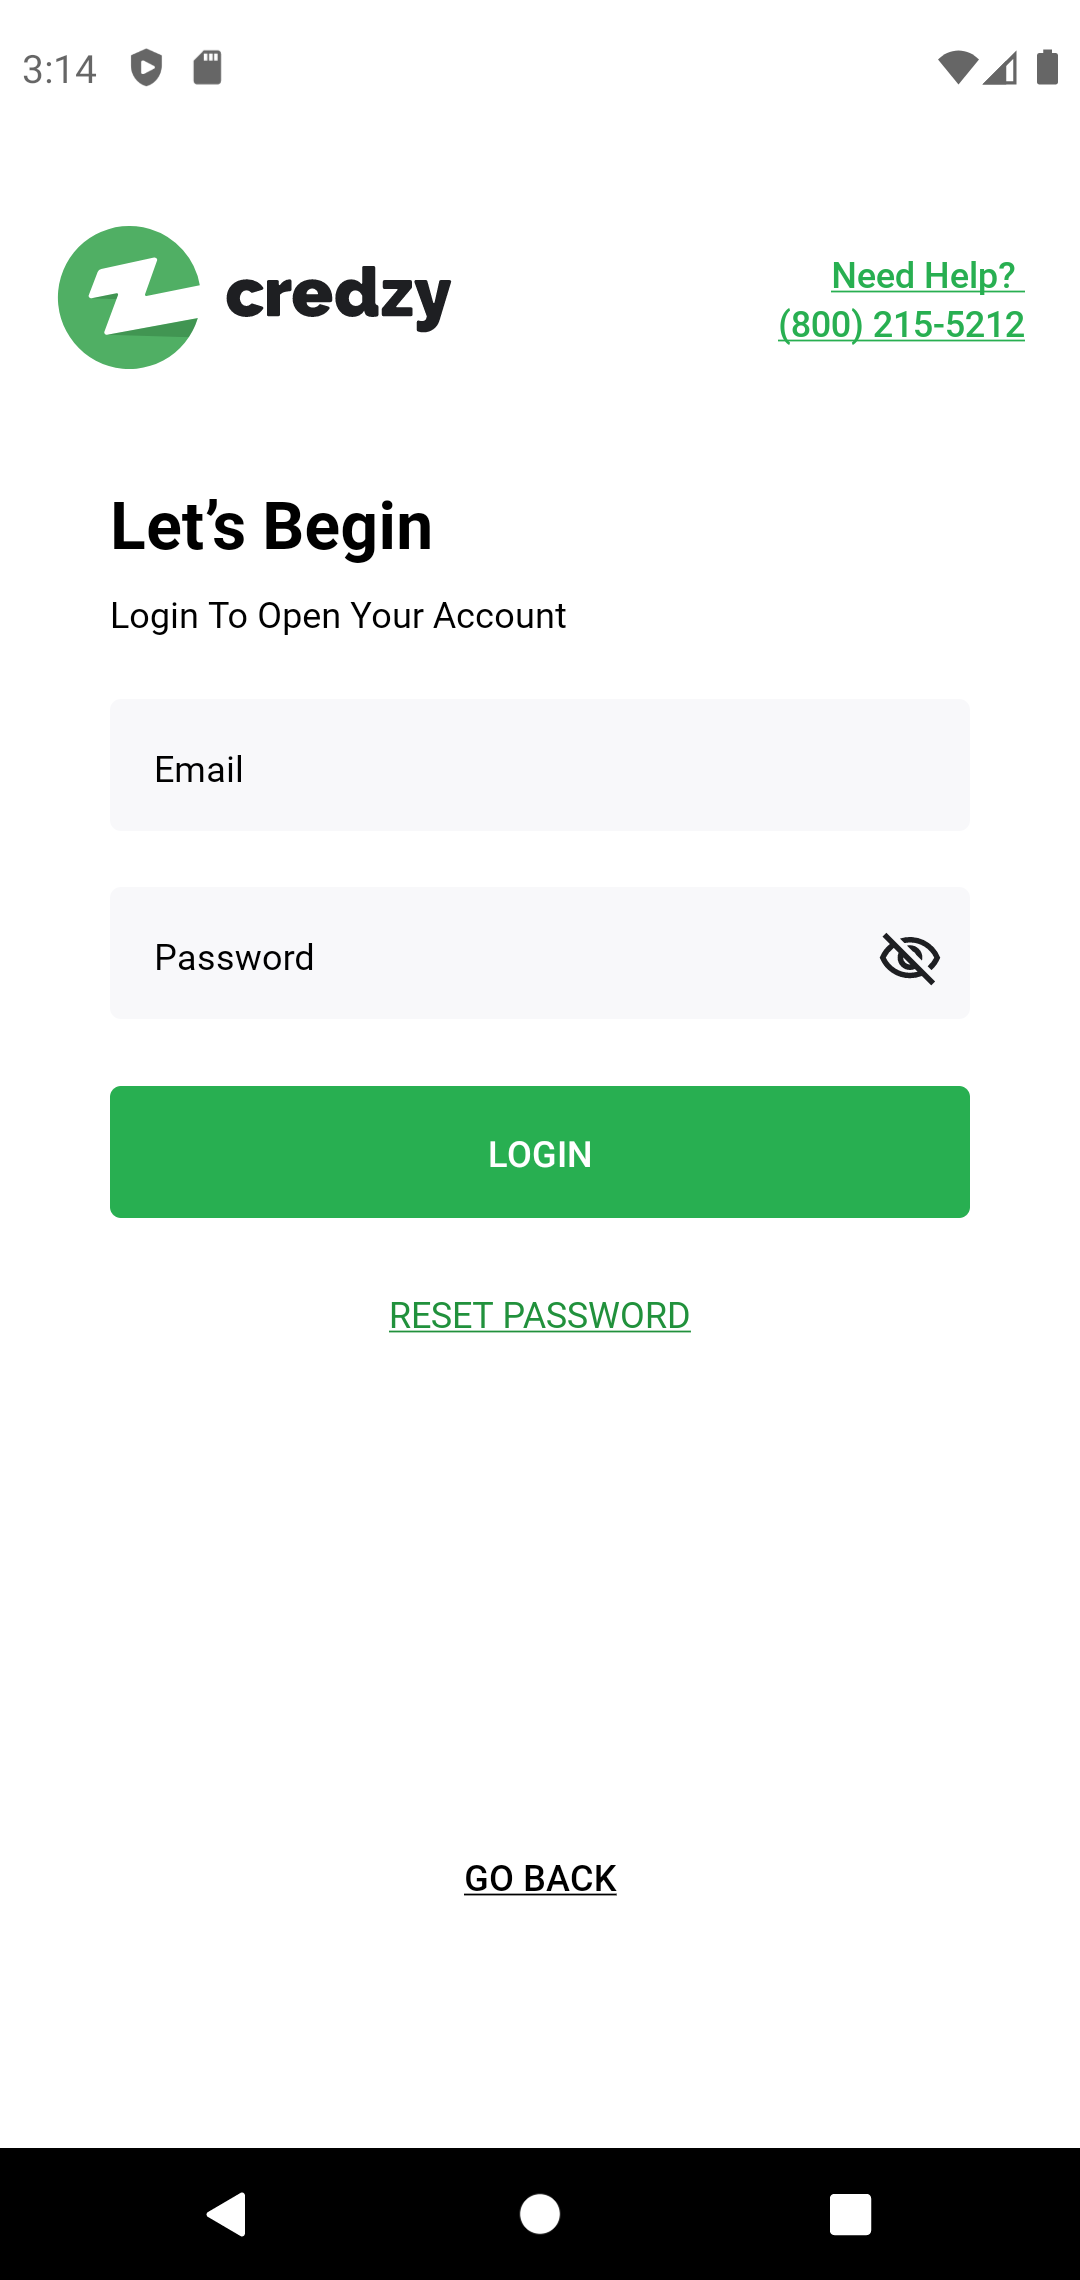 3:14
credzy
Need Help?
(800) 215-5212
Let’s Begin
Login To Open Your Account
Email
Password
LOGIN
RESET PASSWORD
GO BACK